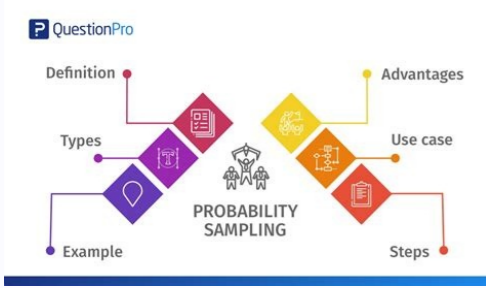 QuestionPro
Definition
Advantages
Types
Use case
PROBABILITY
SAMPLING
Example
Steps